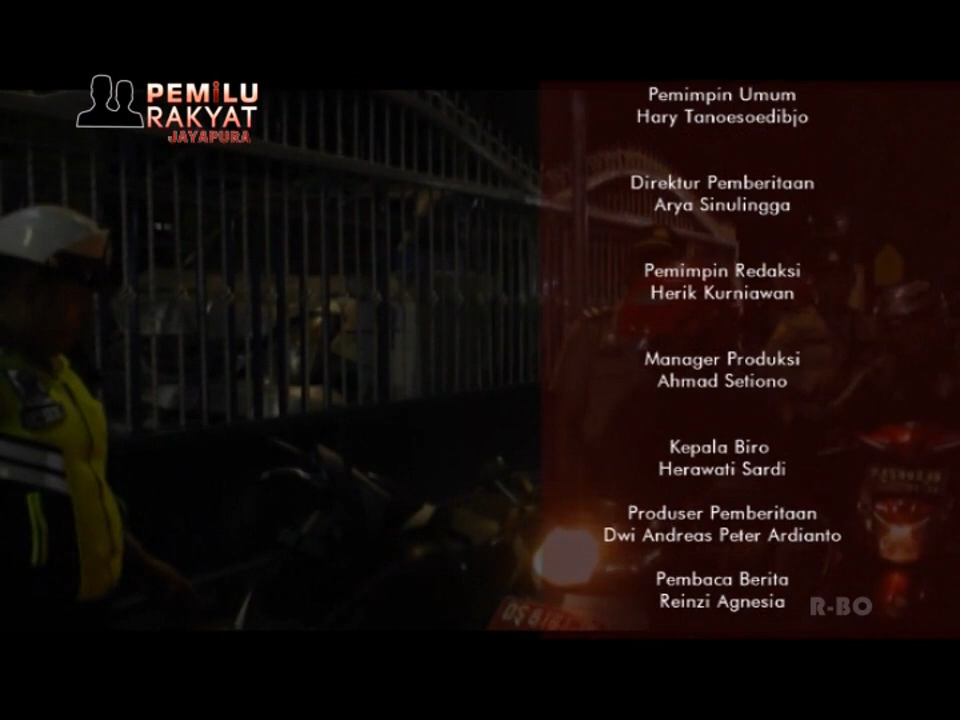 PEMiLU
RAKYAT
JAYAPURA
Pemimpin Umum
Hary Tanoesoedibjo
Direktur Pemberitaan
Arya Sinulingga
Pemimpin Redaksi
Herik Kurniawan
Manager Produksi
Ahmad Setiono
Kepala Biro
Herawati Sardi
Produser Pemberitaan
Dwi Andreas Peter Ardianto
Pembaca Berita
Reinzi Agnesia
R-BO